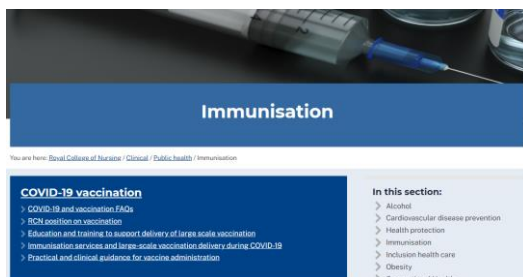 Immunisation
You are here: Royal College of Nursing / Clinical / Public health / Immunisation
COVID-19 vaccination
> COVID-19 and vaccination FAQs
> RCN position on vaccination
> Education and training to support delivery of large scale vaccination
> Immunisation services and large-scale vaccination delivery during COVID-19
> Practical and clinical guidance for vaccine administration
In this section:
> Alcohol
> Cardiovascular disease prevention
> Health protection
> Immunisation
> Inclusion health care
> Obesity